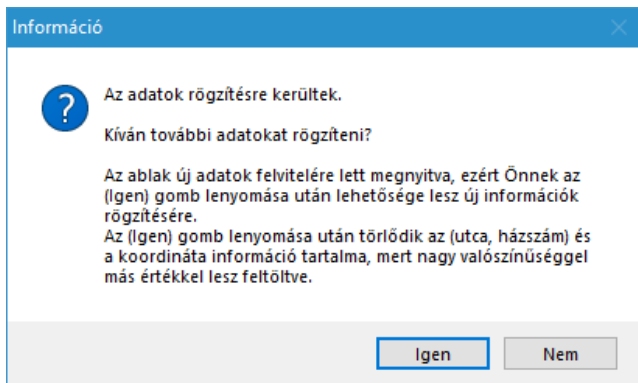 Információ
Az adatok rögzítésre kerültek.
Kíván további adatokat rögzíteni?
Az ablak új adatok felvitelére lett megnyitva, ezért Önnek az
(Igen) gomb lenyomása után lehetősége lesz új információk
rögzítésére.
Az (Igen) gomb lenyomása után törlődik az (utca, házszám) és
a koordináta információ tartalma, mert nagy valószínűséggel
más értékkel lesz feltöltve.
Igen
Nem